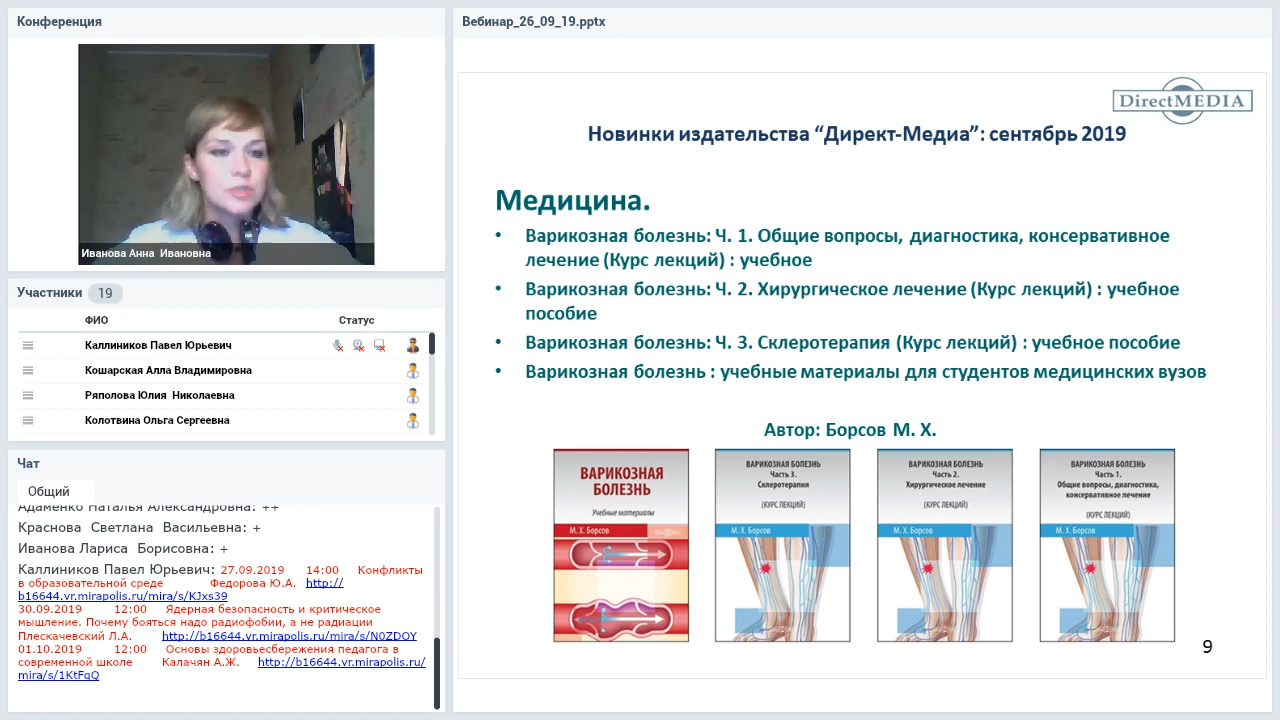 Конференция
Иванова Анна Ивановна
Участники 19
ФИО Статус
Каллиников Павел Юрьевич
Кошарская Алла Владимировна
Ряполова Юлия Николаевна
Колотвина Ольга Сергеевна
Чат
Общий
Адаменко Наталья Александровна: ++
Краснова Светлана Васильевна: +
Иванова Лариса Борисовна: +
Каллиников Павел Юрьевич: 27.09.2019 14:00 Конфликты
в образовательной среде Федорова Ю.А. http://
b16644.vr.mirapolis.ru/mira/s/KJxs39
30.09.2019 12:00 Ядерная безопасность и критическое
мышление. Почему бояться надо радиофобии, а не радиации
Плескачевский Л.А. http://b16644.vr.mirapolis.ru/mira/s/N0ZDOY
01.10.2019 12:00 Основы здоровьесбережения педагога в
современной школе Калачян А.Ж. http://b16644.vr.mirapolis.ru/
mira/s/1KtFqQ
Вебинар_26_09_19.pptx
DirectMEDIA
Новинки издательства “Директ-Медиа”: сентябрь 2019
Медицина.
• Варикозная болезнь: Ч. 1. Общие вопросы, диагностика, консервативное
лечение (Курс лекций) : учебное
• Варикозная болезнь: Ч. 2. Хирургическое лечение (Курс лекций) : учебное
пособие
• Варикозная болезнь: Ч. 3. Склеротерапия (Курс лекций) : учебное пособие
• Варикозная болезнь : учебные материалы для студентов медицинских вузов
Автор: Борсов М. Х.
ВАРИКОЗНАЯ
БОЛЕЗНЬ
Учебные материалы
М. Х. Борсов
ВАРИКОЗНАЯ БОЛЕЗНЬ
Часть 3.
Склеротерапия
(КУРС ЛЕКЦИЙ)
М. Х. Борсов
ВАРИКОЗНАЯ БОЛЕЗНЬ
Часть 2.
Хирургическое лечение
(КУРС ЛЕКЦИЙ)
М. Х. Борсов
ВАРИКОЗНАЯ БОЛЕЗНЬ
Часть 1.
Общие вопросы, диагностика,
консервативное лечение
(КУРС ЛЕКЦИЙ)
М. Х. Борсов
9